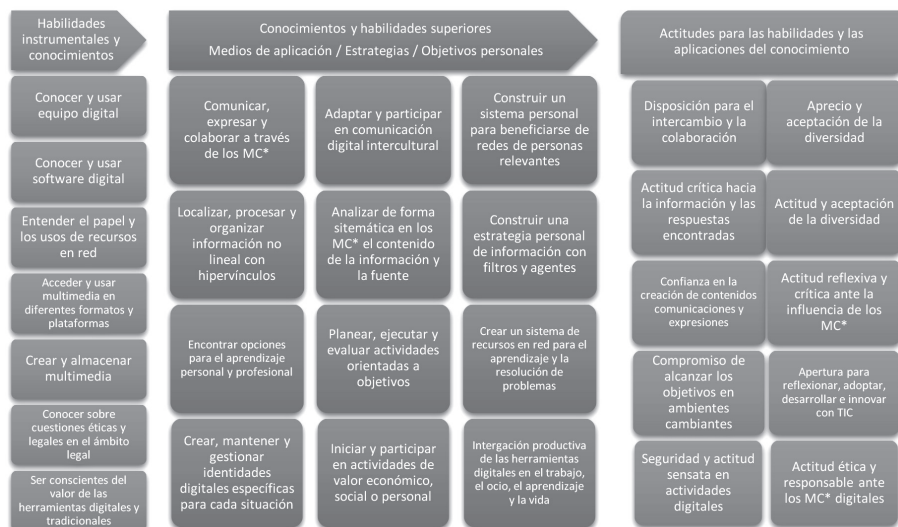 Habilidades
instrumentales y
conocimientos
Conocer y usar
equipo digital
Conocer y usar
software digital
Entender el papel y
los usos de recursos
en red
Acceder y usar
multimedia en
diferentes formatos y
plataformas
Crear y almacenar
multimedia
Conocer sobre
cuestiones éticas y
legales en el ámbito
legal
Ser conscientes del
valor de las
herramientas digitales y
tradicionales
Conocimientos y habilidades superiores
Medios de aplicación / Estrategias / Objetivos personales
Comunicar,
expresar y
colaborar a través
de los MC*
Adaptar y participar
en comunicación
digital intercultural
Construir un
sistema personal
para beneficiarse de
redes de personas
relevantes
Localizar, procesar y
organizar
información no
lineal con
hipervínculos
Analizar de forma
sitemática en los
MC* el contenido
de la información y
la fuente
Construir una
estrategia personal
de información con
filtros y agentes
Encontrar opciones
para el aprendizaje
personal y profesional
Planear, ejecutar y
evaluar actividades
orientadas a
objetivos
Crear un sistema de
recursos en red para el
aprendizaje y la
resolución de
problemas
Crear, mantener y
gestionar
identidades
digitales específicas
para cada situación
Iniciar y participar
en actividades de
valor económico,
social o personal
Intergación productiva
de las herramientas
digitales en el trabajo,
el ocio, el aprendizaje
y la vida
Actitudes para las habilidades y las
aplicaciones del conocimiento
Disposición para el
intercambio y la
colaboración
Aprecio y
aceptación de la
diversidad
Actitud crítica hacia
la información y las
respuestas
encontradas
Actitud y aceptación
de la diversidad
Confianza en la
creación de contenidos
comunicaciones y
expresiones
Actitud reflexiva y
crítica ante la
influencia de los
MC*
Compromiso de
alcanzar los
objetivos en
ambientes
cambiantes
Apertura para
reflexionar, adoptar,
desarrollar e innovar
con TIC
Seguridad y actitud
sensata en
actividades
digitales
Actitud ética y
responsable ante
los MC* digitales